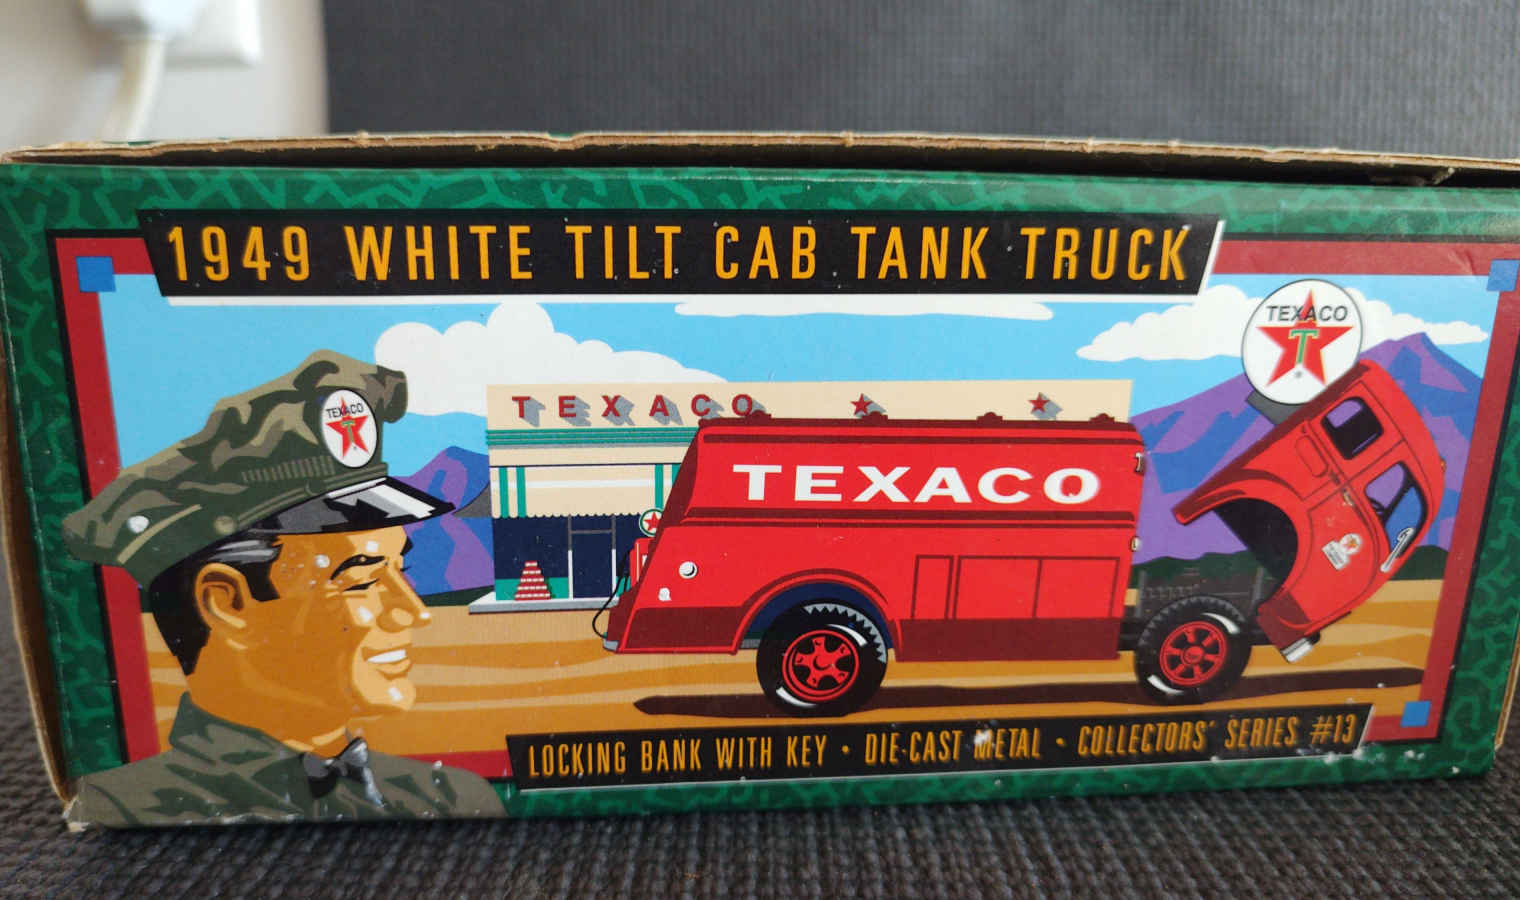 1949 WHITE TILT CAB TANK TRUCK
TEXACO
T
TEXACO
T
TEXACO
TEXACO
LOCKING BANK WITH KEY • DIE-CAST METAL • COLLECTORS' SERIES #13